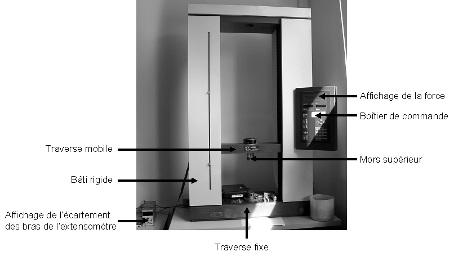 Affichage de la force
Boîtier de commande
Traverse mobile
Mors supérieur
Bâti rigide
Affichage de l'écartement
des bras de l'extensomètre
Traverse fixe